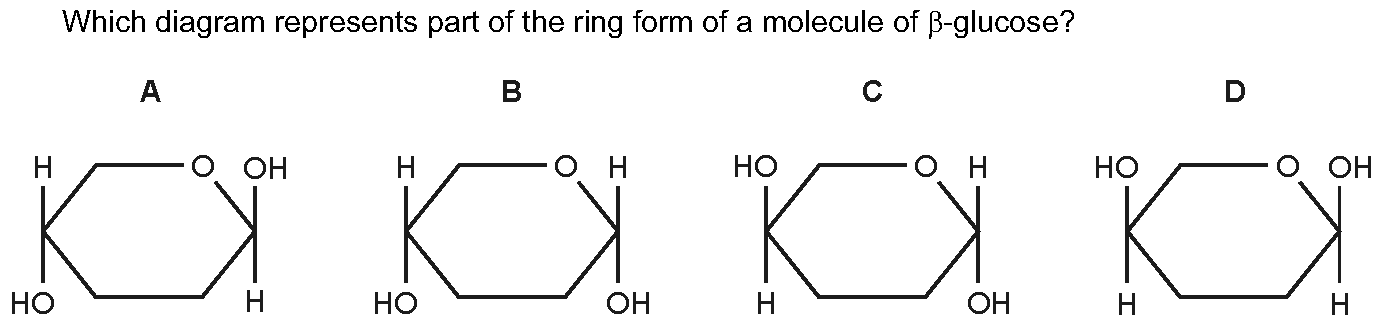 Which diagram represents part of the ring form of a molecule of β-glucose?
A B C D
H O OH H O H HO O H HO O OH
HO H HO OH H OH H H